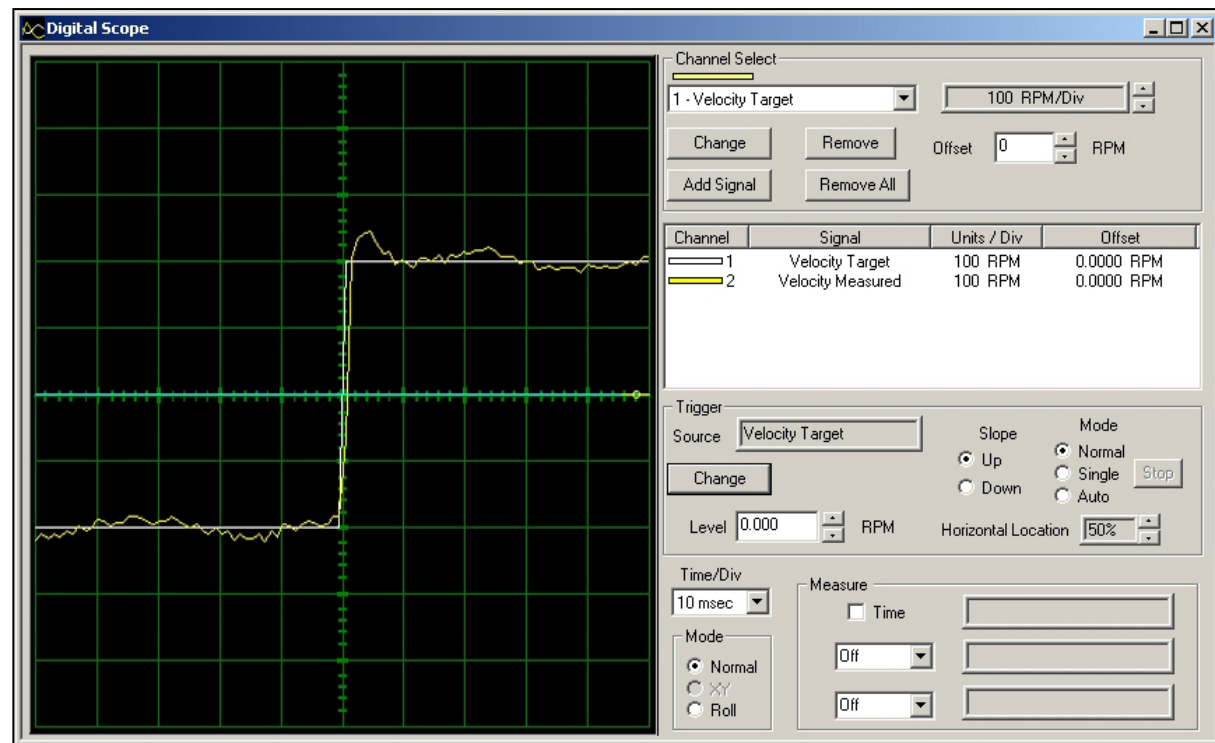 Digital Scope
Channel Select
1 - Velocity Target
100 RPM/Div
Change
Remove
Offset 0 RPM
Add Signal
Remove All
Channel Signal Units / Div Offset
1 Velocity Target 100 RPM 0.0000 RPM
2 Velocity Measured 100 RPM 0.0000 RPM
Trigger
Source Velocity Target
Slope
Up
Down
Mode
Normal
Single
Auto
Stop
Change
Level 0.000 RPM
Horizontal Location 50%
Time/Div
10 msec
Mode
Normal
XY
Roll
Measure
Time
Off
Off